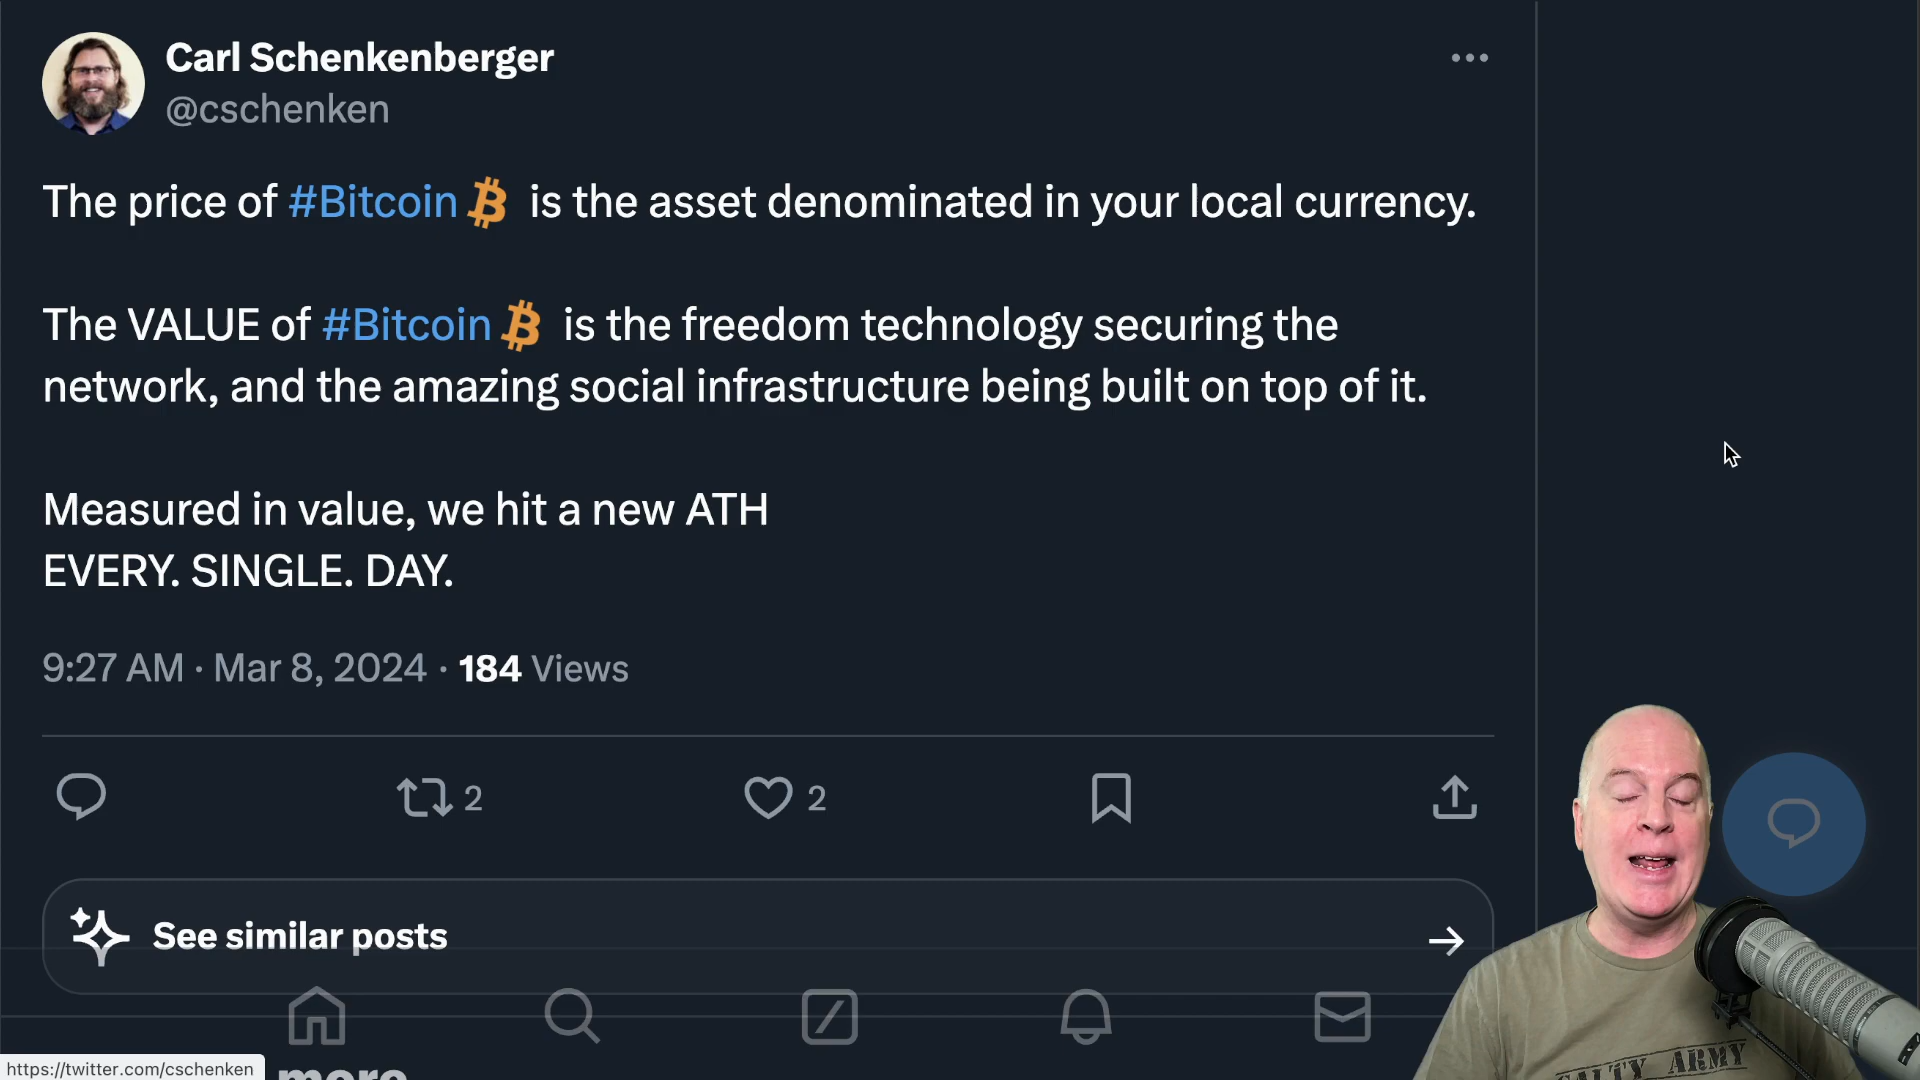 Carl Schenkenberger
@cschenken
The price of #Bitcoin is the asset denominated in your local currency.
The VALUE of #Bitcoin is the freedom technology securing the
network, and the amazing social infrastructure being built on top of it.
Measured in value, we hit a new ATH
EVERY. SINGLE. DAY.
9:27 AM · Mar 8, 2024 · 184 Views
2 2
See similar posts
https://twitter.com/cschenken
more
SALTY ARMY